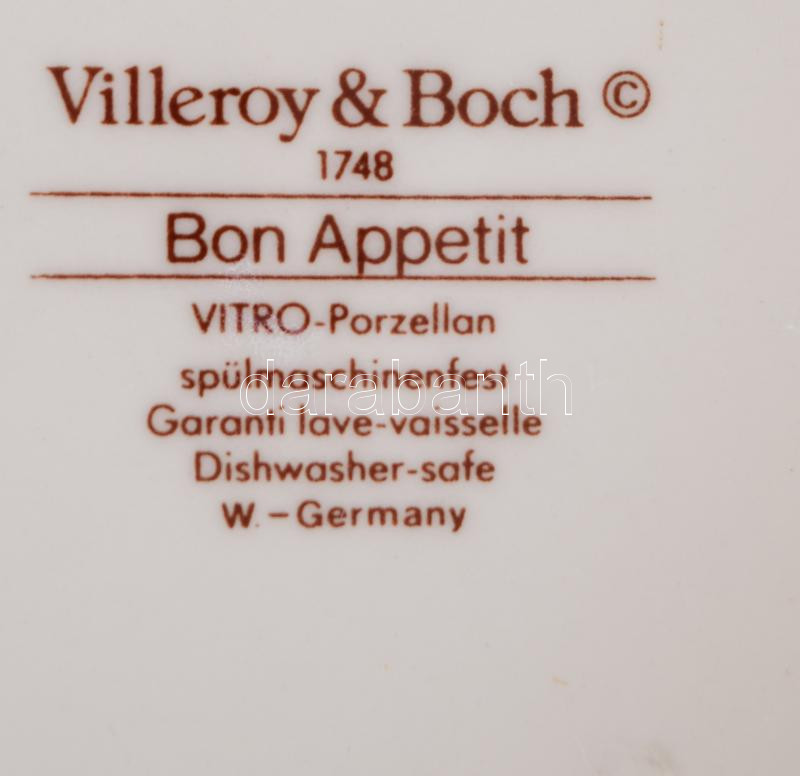 Villeroy & Boch ©
1748
Bon Appetit
VITRO-Porzellan
spülmaschinenfest
darabanth
Garanti lave-vaisselle
Dishwasher-safe
W.-Germany